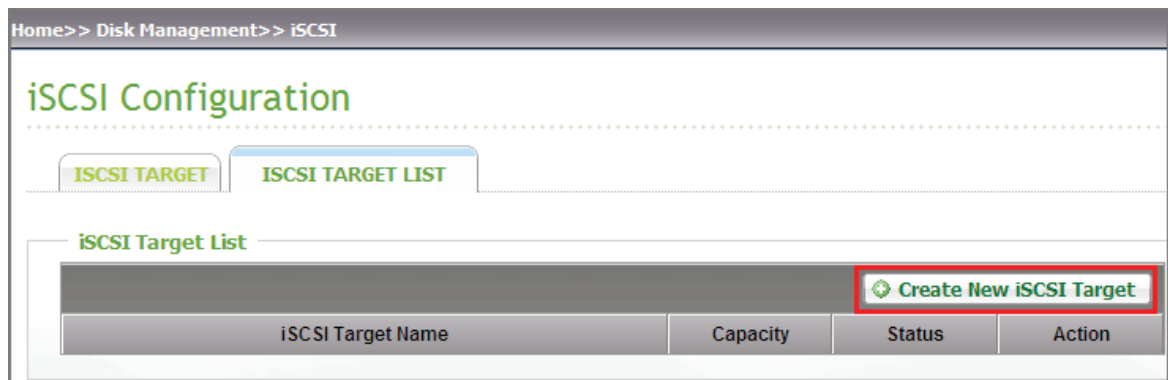 Home>> Disk Management>> iSCSI
iSCSI Configuration
ISCSI TARGET ISCSI TARGET LIST
iSCSI Target List
Create New iSCSI Target
iSCSI Target Name Capacity Status Action